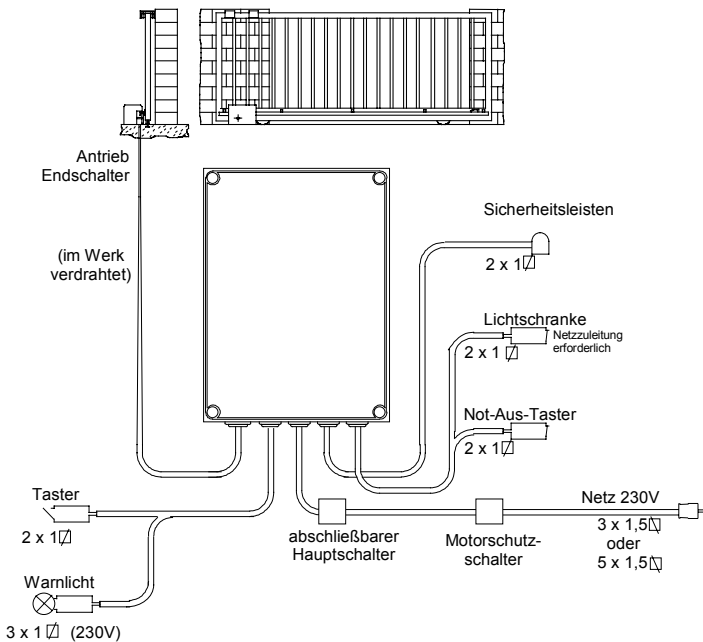 Antrieb
Endschalter
(im Werk
verdrahtet)
Sicherheitsleisten
2 x 1⍁
Lichtschranke
2 x 1 ⍁
Netzzuleitung
erforderlich
Not-Aus-Taster
2 x 1⍁
Taster
2 x 1⍁
abschließbarer
Hauptschalter
Motorschutz-
schalter
Netz 230V
3 x 1,5⍂
oder
5 x 1,5⍂
Warnlicht
3 x 1 ⍁ (230V)